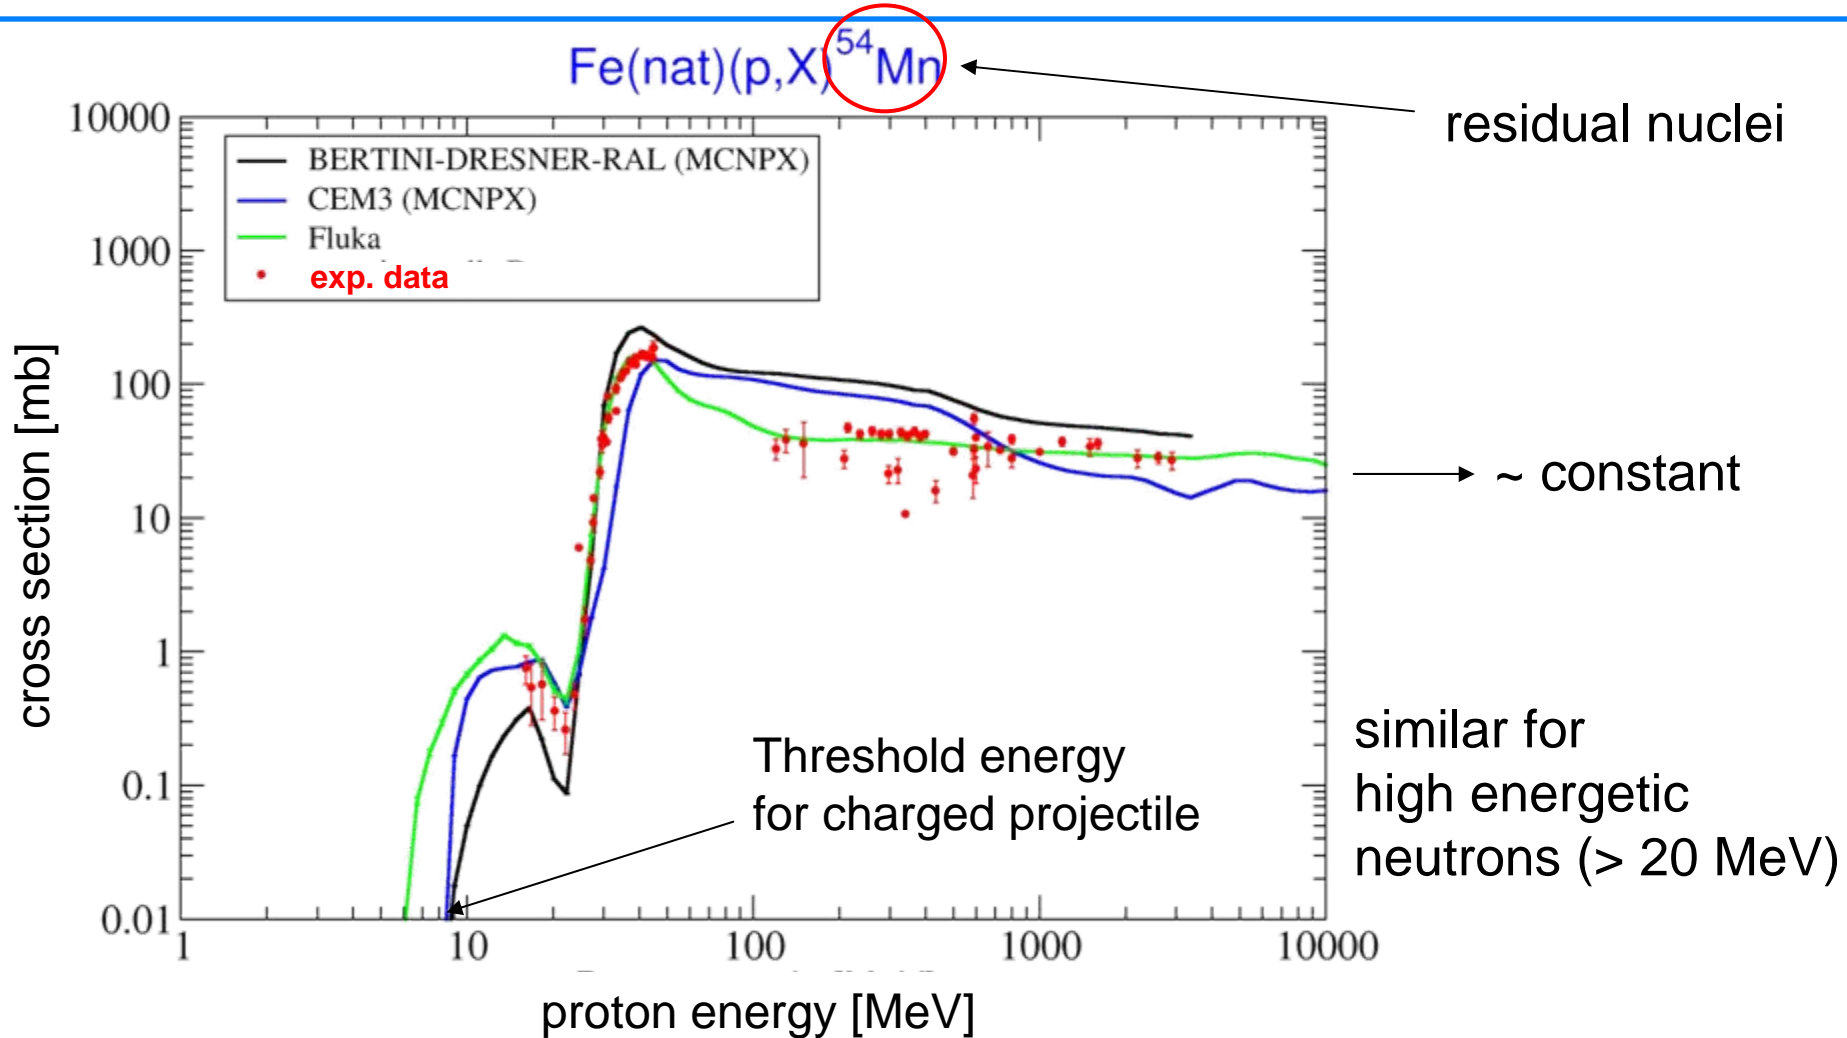 Fe(nat)(p,X)⁵⁴Mn
residual nuclei
10000
1000
100
10
1
0.1
0.01
BERTINI-DRESNER-RAL (MCNPX)
CEM3 (MCNPX)
Fluka
exp. data
cross section [mb]
~ constant
Threshold energy
for charged projectile
similar for
high energetic
neutrons (> 20 MeV)
1 10 100 1000 10000
proton energy [MeV]